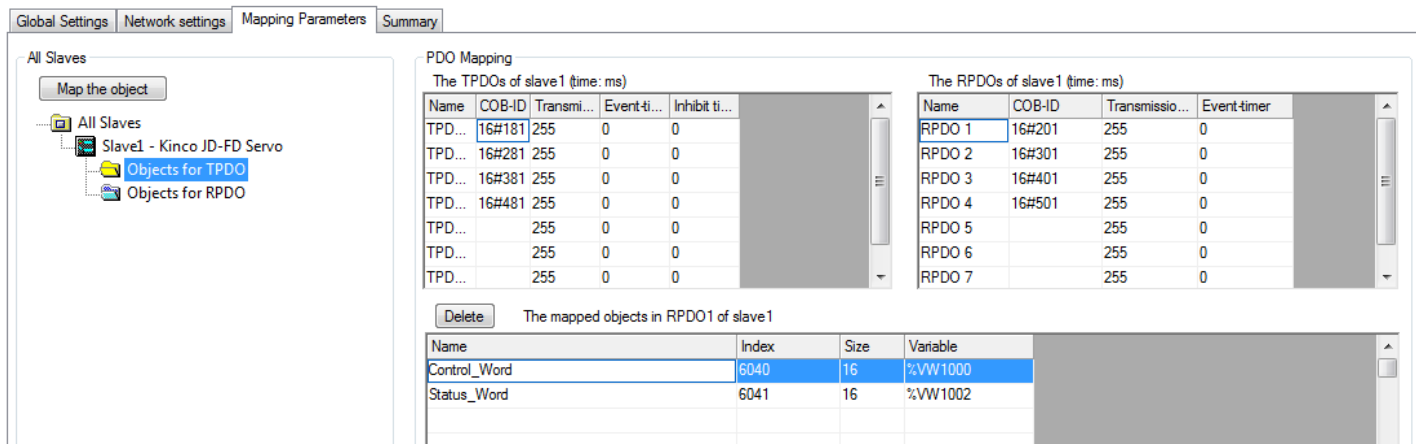 Global Settings Network settings Mapping Parameters Summary
All Slaves
Map the object
All Slaves
Slave1 - Kinco JD-FD Servo
Objects for TPDO
Objects for RPDO
PDO Mapping
The TPDOs of slave1 (time: ms)
Name COB-ID Transmi... Event-ti... Inhibit ti...
TPD... 16#181 255 0 0
TPD... 16#281 255 0 0
TPD... 16#381 255 0 0
TPD... 16#481 255 0 0
TPD... 255 0 0
TPD... 255 0 0
TPD... 255 0 0
The RPDOs of slave1 (time: ms)
Name COB-ID Transmissio... Event-timer
RPDO 1 16#201 255 0
RPDO 2 16#301 255 0
RPDO 3 16#401 255 0
RPDO 4 16#501 255 0
RPDO 5 255 0
RPDO 6 255 0
RPDO 7 255 0
Delete The mapped objects in RPDO1 of slave1
Name Index Size Variable
Control_Word 6040 16 %VW1000
Status_Word 6041 16 %VW1002